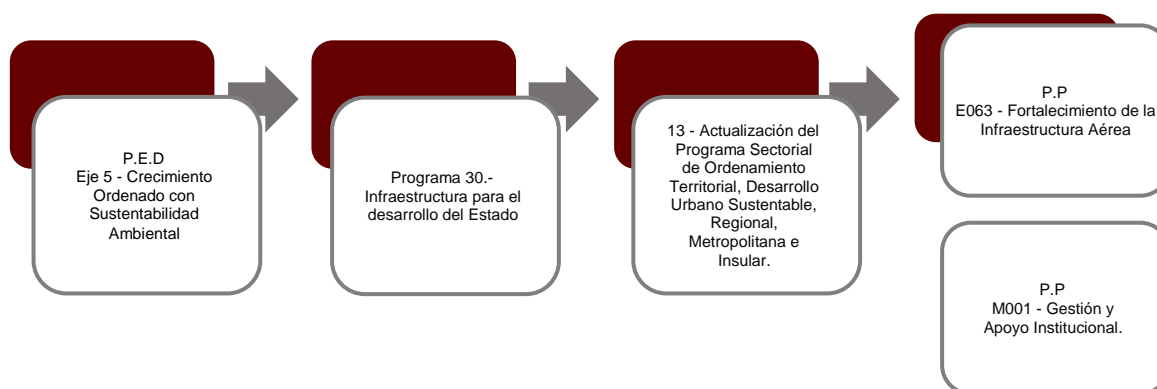 P.E.D
Eje 5 - Crecimiento
Ordenado con
Sustentabilidad
Ambiental
Programa 30.-
Infraestructura para el
desarrollo del Estado
13 - Actualización del
Programa Sectorial
de Ordenamiento
Territorial, Desarrollo
Urbano Sustentable,
Regional,
Metropolitana e
Insular.
P.P
E063 - Fortalecimiento de la
Infraestructura Aérea
P.P
M001 - Gestión y
Apoyo Institucional.